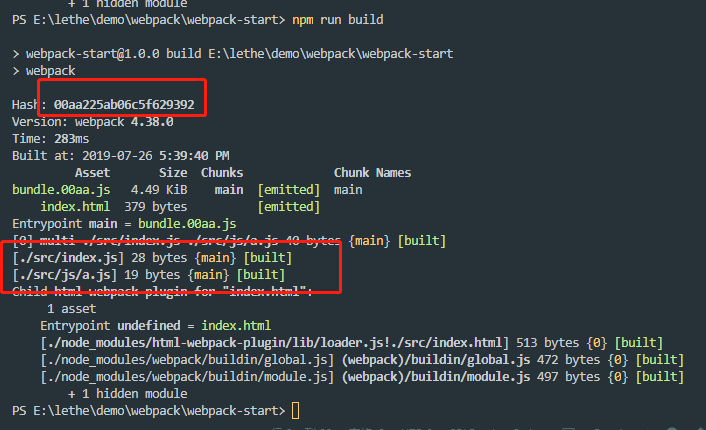 + 1 hidden module
PS E:\lethe\demo\webpack\webpack-start> npm run build
> webpack-start@1.0.0 build E:\lethe\demo\webpack\webpack-start
> webpack
Hash: 00aa225ab06c5f629392
Version: webpack 4.38.0
Time: 283ms
Built at: 2019-07-26 5:39:40 PM
Asset Size Chunks Chunk Names
bundle.00aa.js 4.49 KiB main [emitted] main
index.html 379 bytes [emitted]
Entrypoint main = bundle.00aa.js
[0] multi ./src/index.js ./src/js/a.js 40 bytes {main} [built]
[./src/index.js] 28 bytes {main} [built]
[./src/js/a.js] 19 bytes {main} [built]
Child html-webpack-plugin for "index.html":
1 asset
Entrypoint undefined = index.html
[./node_modules/html-webpack-plugin/lib/loader.js!./src/index.html] 513 bytes {0} [built]
[./node_modules/webpack/buildin/global.js] (webpack)/buildin/global.js 472 bytes {0} [built]
[./node_modules/webpack/buildin/module.js] (webpack)/buildin/module.js 497 bytes {0} [built]
+ 1 hidden module
PS E:\lethe\demo\webpack\webpack-start>